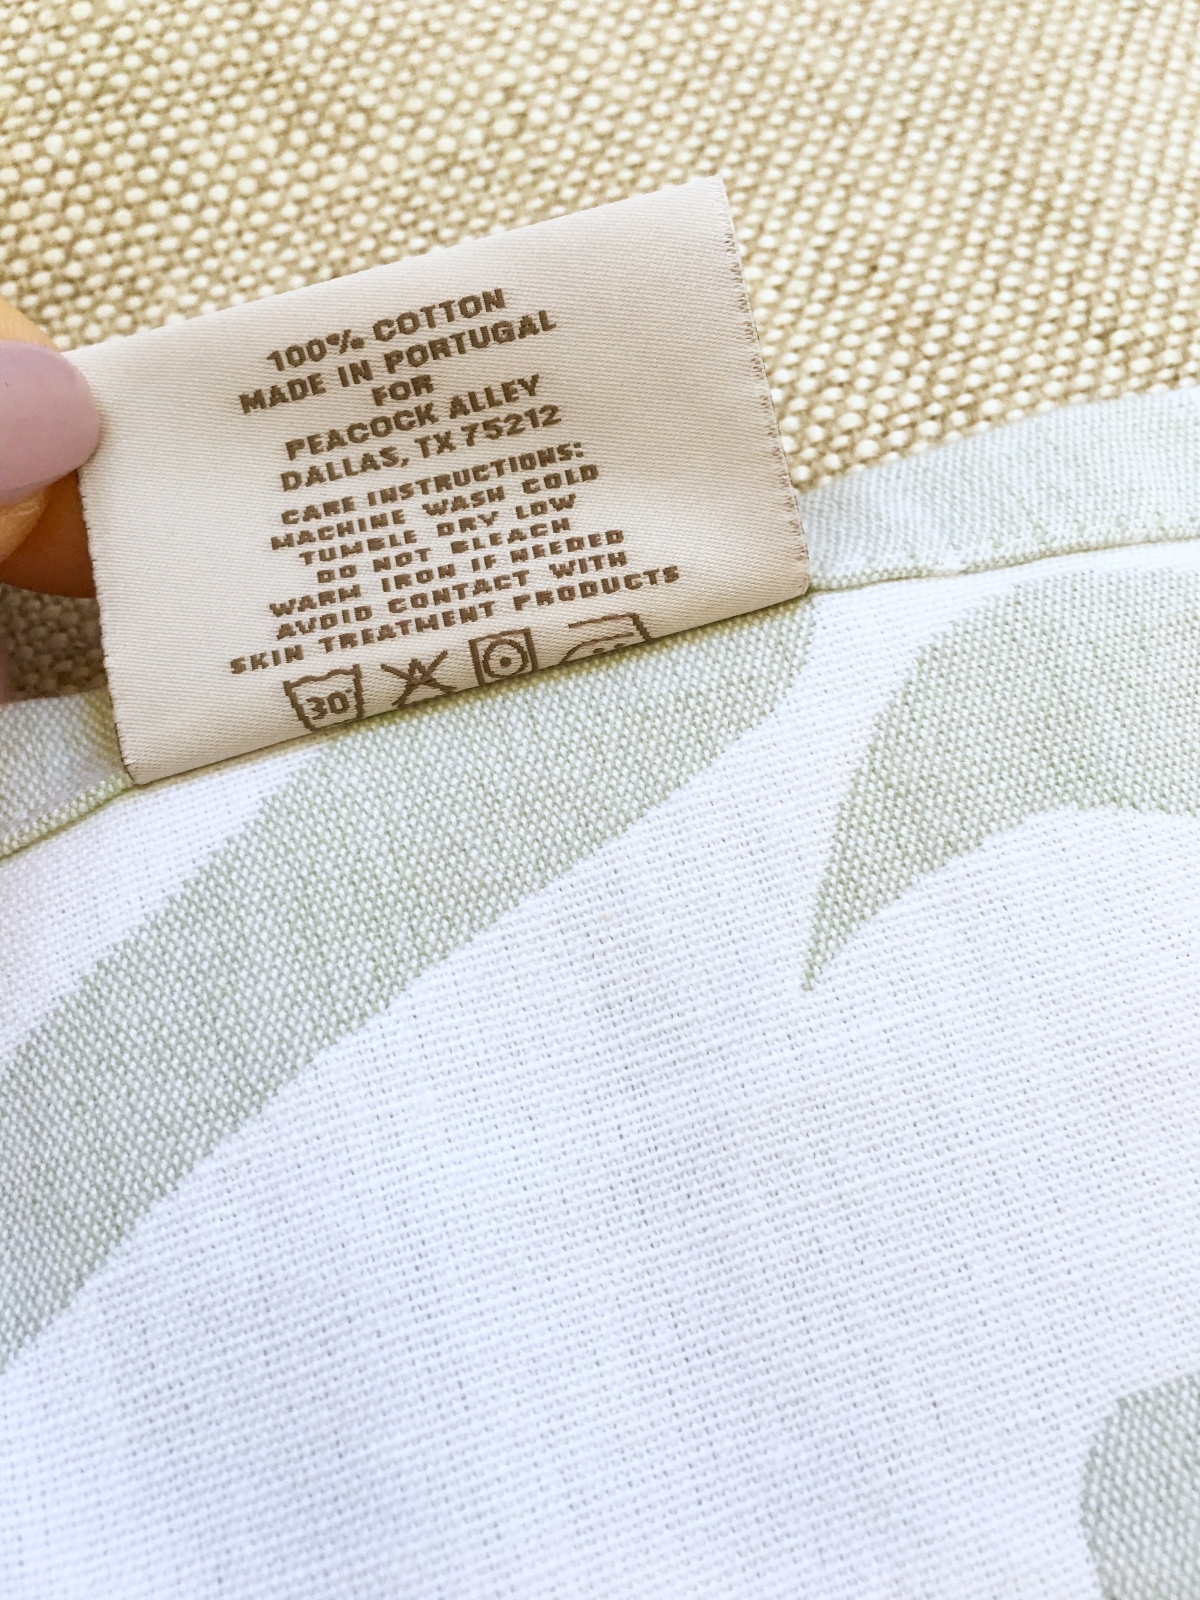 100% COTTON
MADE IN PORTUGAL
FOR
PEACOCK ALLEY
DALLAS, TX 75212
CARE INSTRUCTIONS:
MACHINE WASH COLD
TUMBLE DRY LOW
DO NOT BLEACH
WARM IRON IF NEEDED
AVOID CONTACT WITH
SKIN TREATMENT PRODUCTS
30°